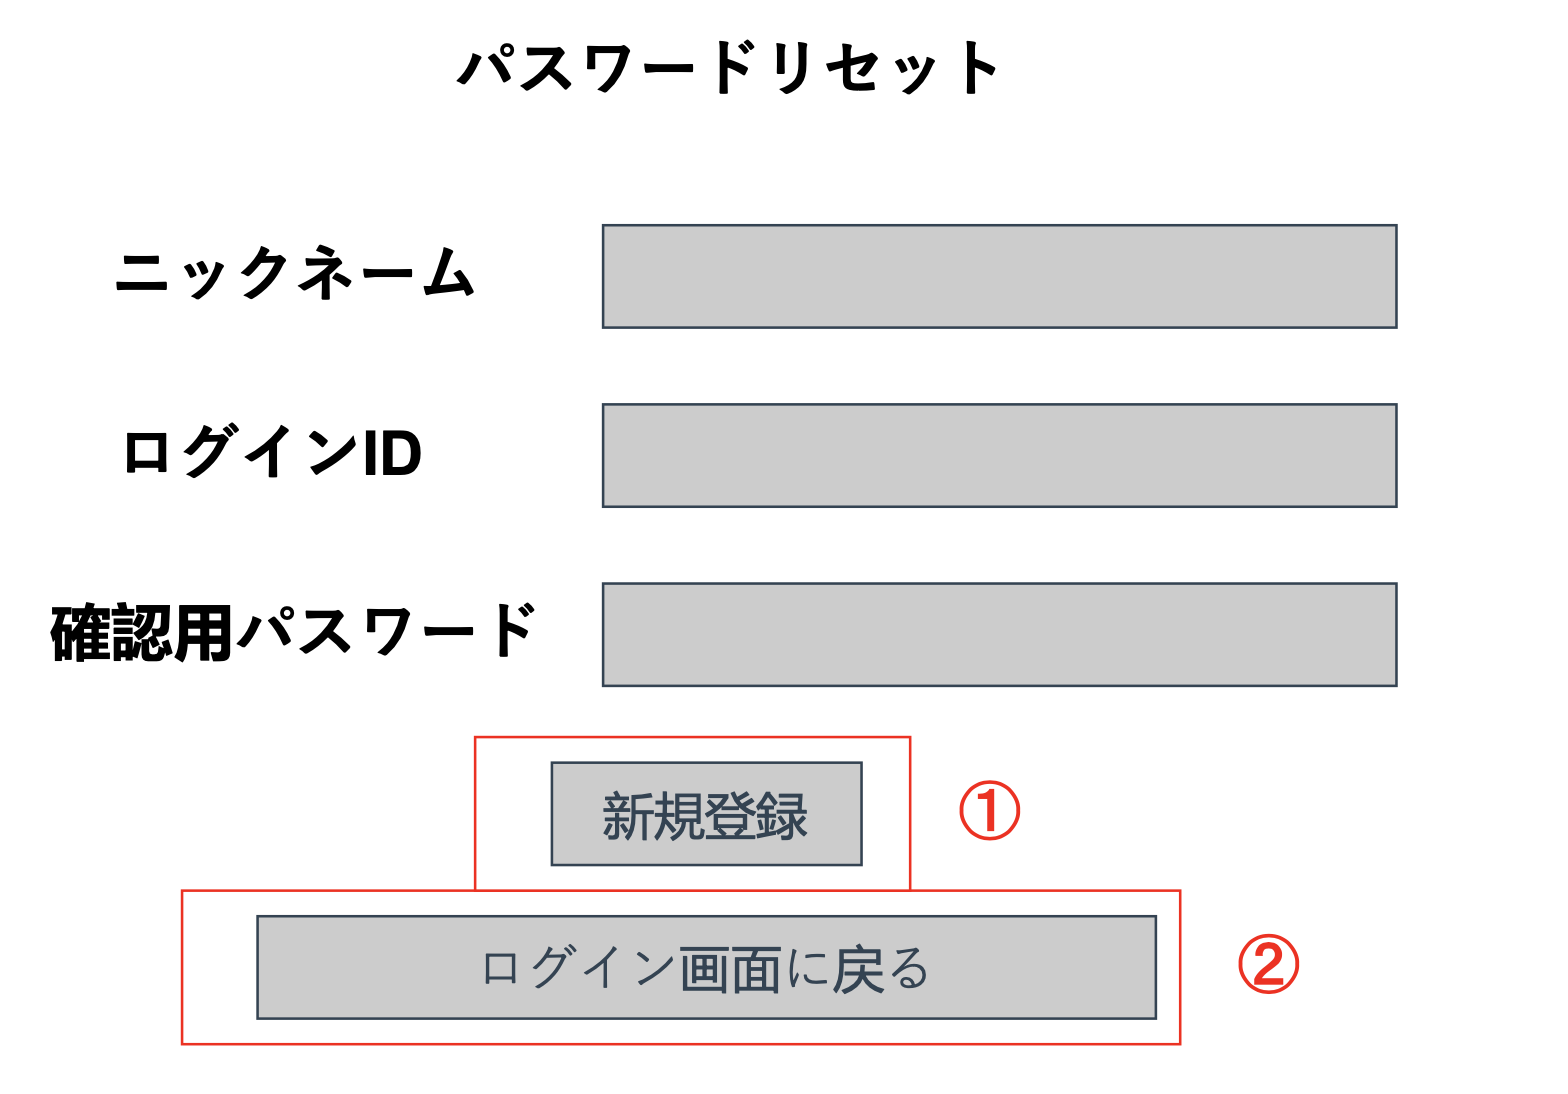 パスワードリセット
ニックネーム
ログインID
確認用パスワード
新規登録 ①
ログイン画面に戻る ②